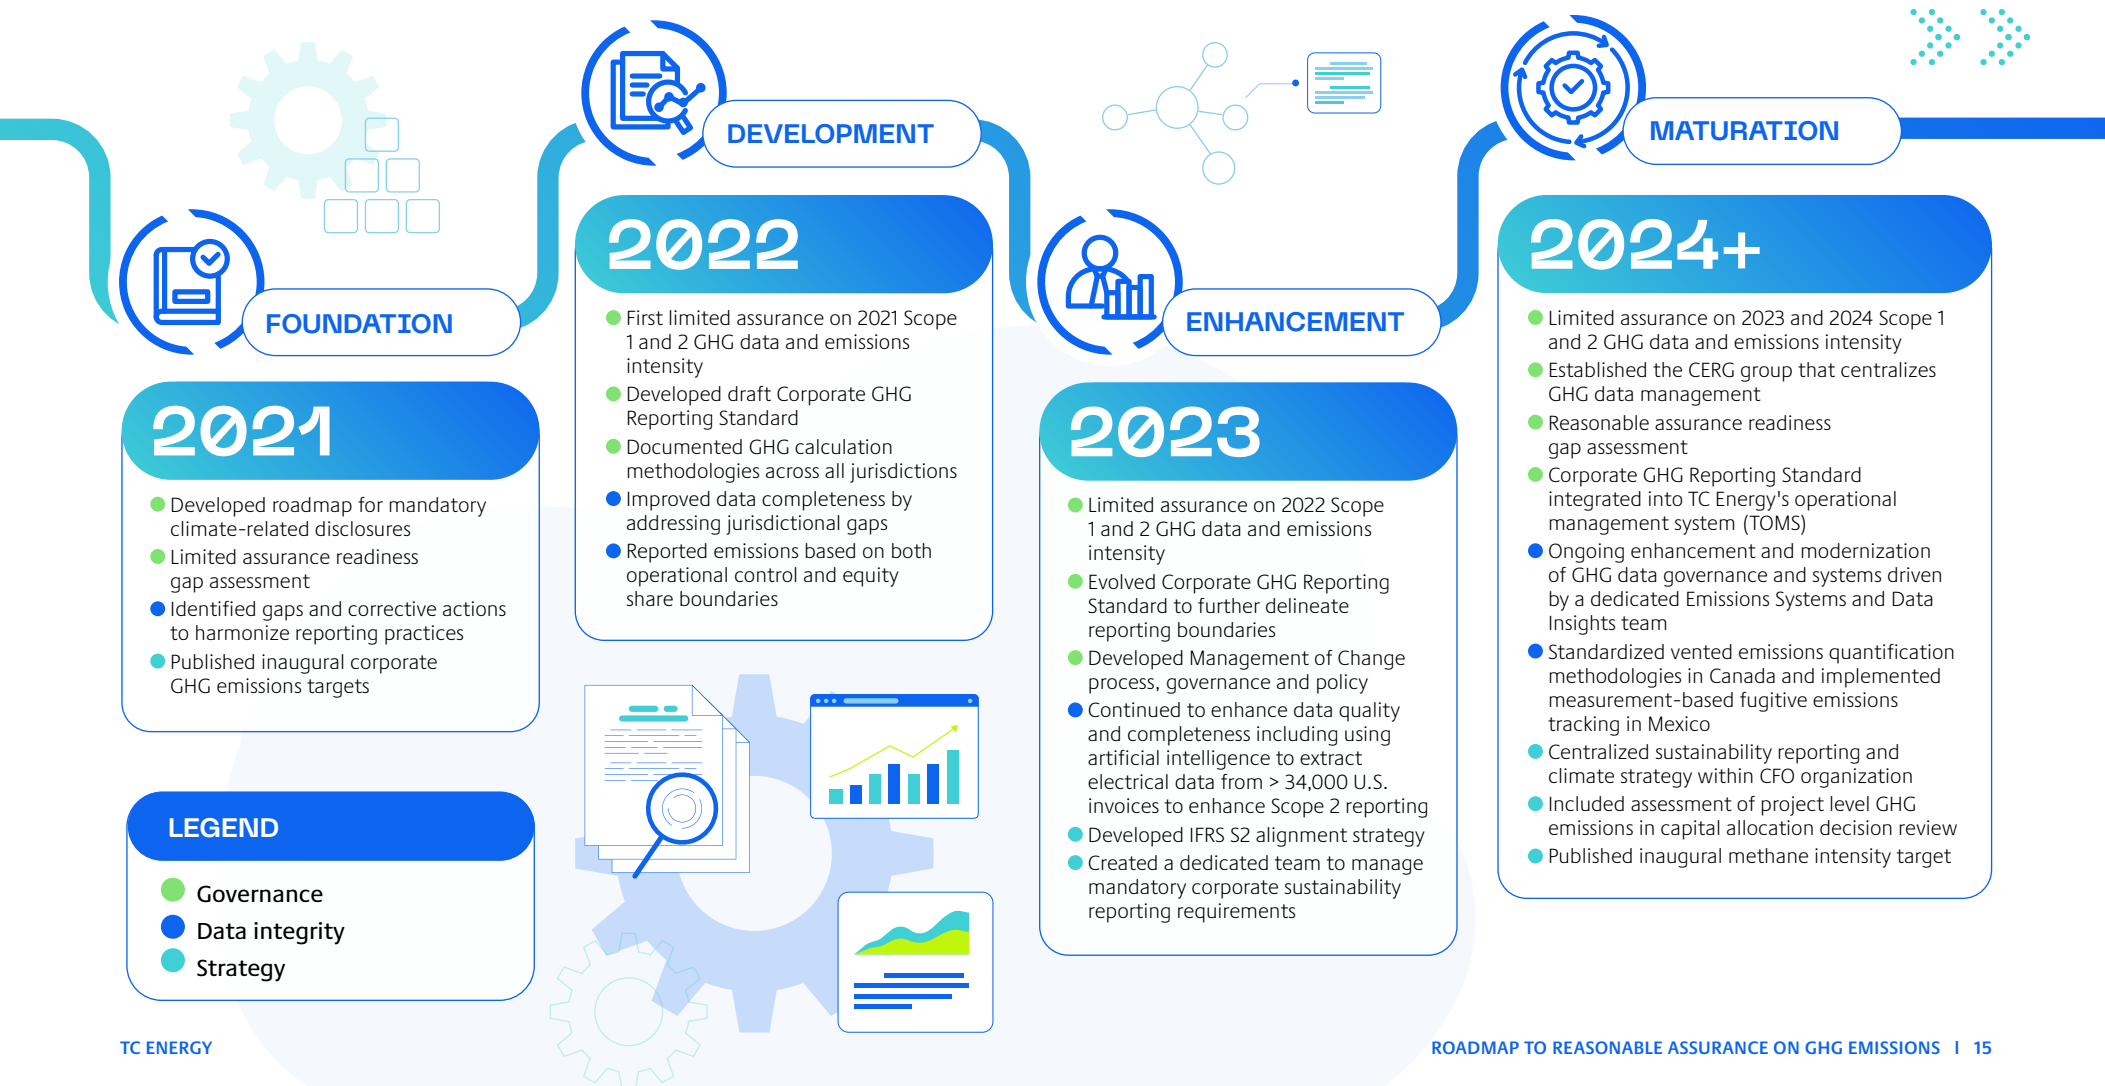 FOUNDATION
2021
Developed roadmap for mandatory
climate-related disclosures
Limited assurance readiness
gap assessment
Identified gaps and corrective actions
to harmonize reporting practices
Published inaugural corporate
GHG emissions targets
DEVELOPMENT
2022
First limited assurance on 2021 Scope
1 and 2 GHG data and emissions
intensity
Developed draft Corporate GHG
Reporting Standard
Documented GHG calculation
methodologies across all jurisdictions
Improved data completeness by
addressing jurisdictional gaps
Reported emissions based on both
operational control and equity
share boundaries
ENHANCEMENT
2023
Limited assurance on 2022 Scope
1 and 2 GHG data and emissions
intensity
Evolved Corporate GHG Reporting
Standard to further delineate
reporting boundaries
Developed Management of Change
process, governance and policy
Continued to enhance data quality
and completeness including using
artificial intelligence to extract
electrical data from > 34,000 U.S.
invoices to enhance Scope 2 reporting
Developed IFRS S2 alignment strategy
Created a dedicated team to manage
mandatory corporate sustainability
reporting requirements
MATURATION
2024+
Limited assurance on 2023 and 2024 Scope 1
and 2 GHG data and emissions intensity
Established the CERG group that centralizes
GHG data management
Reasonable assurance readiness
gap assessment
Corporate GHG Reporting Standard
integrated into TC Energy's operational
management system (TOMS)
Ongoing enhancement and modernization
of GHG data governance and systems driven
by a dedicated Emissions Systems and Data
Insights team
Standardized vented emissions quantification
methodologies in Canada and implemented
measurement-based fugitive emissions
tracking in Mexico
Centralized sustainability reporting and
climate strategy within CFO organization
Included assessment of project level GHG
emissions in capital allocation decision review
Published inaugural methane intensity target
LEGEND
Governance
Data integrity
Strategy
TC ENERGY
ROADMAP TO REASONABLE ASSURANCE ON GHG EMISSIONS | 15